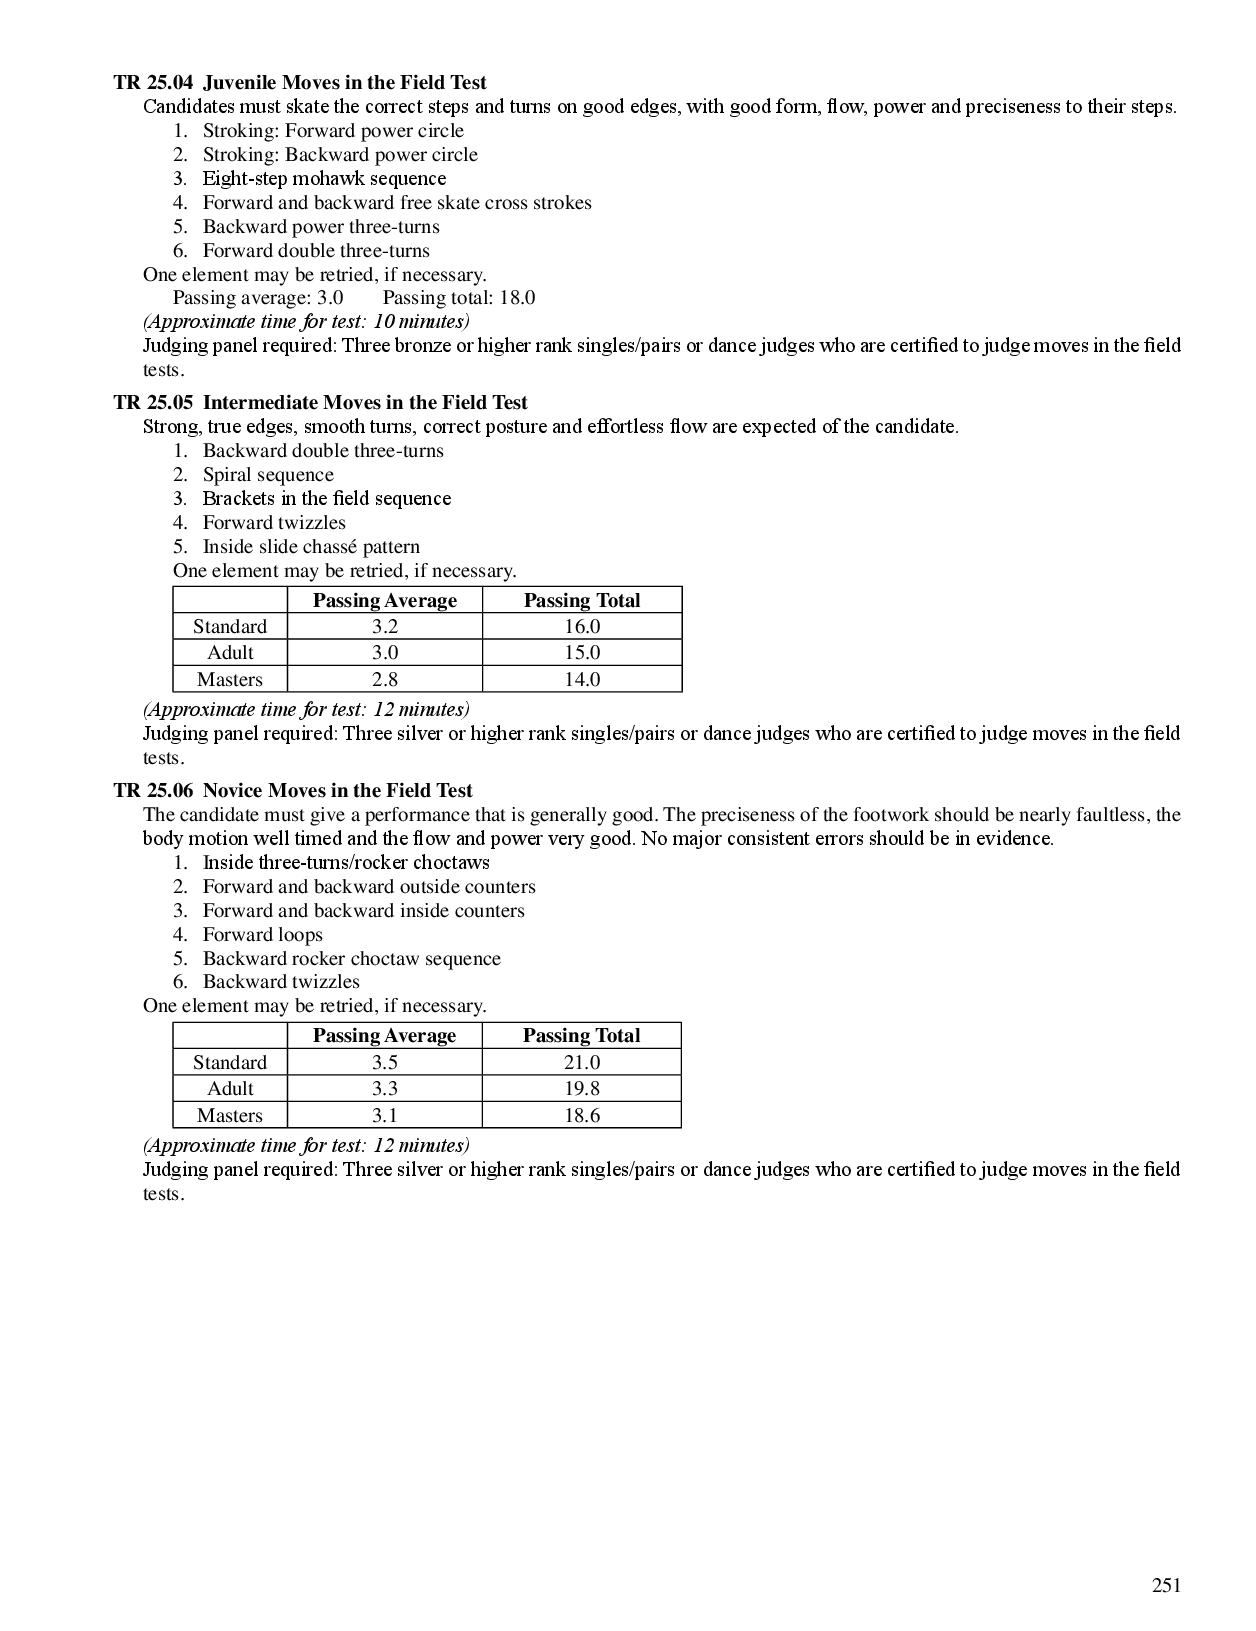 TR 25.04 Juvenile Moves in the Field Test
Candidates must skate the correct steps and turns on good edges, with good form, flow, power and preciseness to their steps.
1. Stroking: Forward power circle
2. Stroking: Backward power circle
3. Eight-step mohawk sequence
4. Forward and backward free skate cross strokes
5. Backward power three-turns
6. Forward double three-turns
One element may be retried, if necessary.
Passing average: 3.0 Passing total: 18.0
(Approximate time for test: 10 minutes)
Judging panel required: Three bronze or higher rank singles/pairs or dance judges who are certified to judge moves in the field
tests.
TR 25.05 Intermediate Moves in the Field Test
Strong, true edges, smooth turns, correct posture and effortless flow are expected of the candidate.
1. Backward double three-turns
2. Spiral sequence
3. Brackets in the field sequence
4. Forward twizzles
5. Inside slide chassé pattern
One element may be retried, if necessary.
Passing Average Passing Total
Standard 3.2 16.0
Adult 3.0 15.0
Masters 2.8 14.0
(Approximate time for test: 12 minutes)
Judging panel required: Three silver or higher rank singles/pairs or dance judges who are certified to judge moves in the field
tests.
TR 25.06 Novice Moves in the Field Test
The candidate must give a performance that is generally good. The preciseness of the footwork should be nearly faultless, the
body motion well timed and the flow and power very good. No major consistent errors should be in evidence.
1. Inside three-turns/rocker choctaws
2. Forward and backward outside counters
3. Forward and backward inside counters
4. Forward loops
5. Backward rocker choctaw sequence
6. Backward twizzles
One element may be retried, if necessary.
Passing Average Passing Total
Standard 3.5 21.0
Adult 3.3 19.8
Masters 3.1 18.6
(Approximate time for test: 12 minutes)
Judging panel required: Three silver or higher rank singles/pairs or dance judges who are certified to judge moves in the field
tests.
251